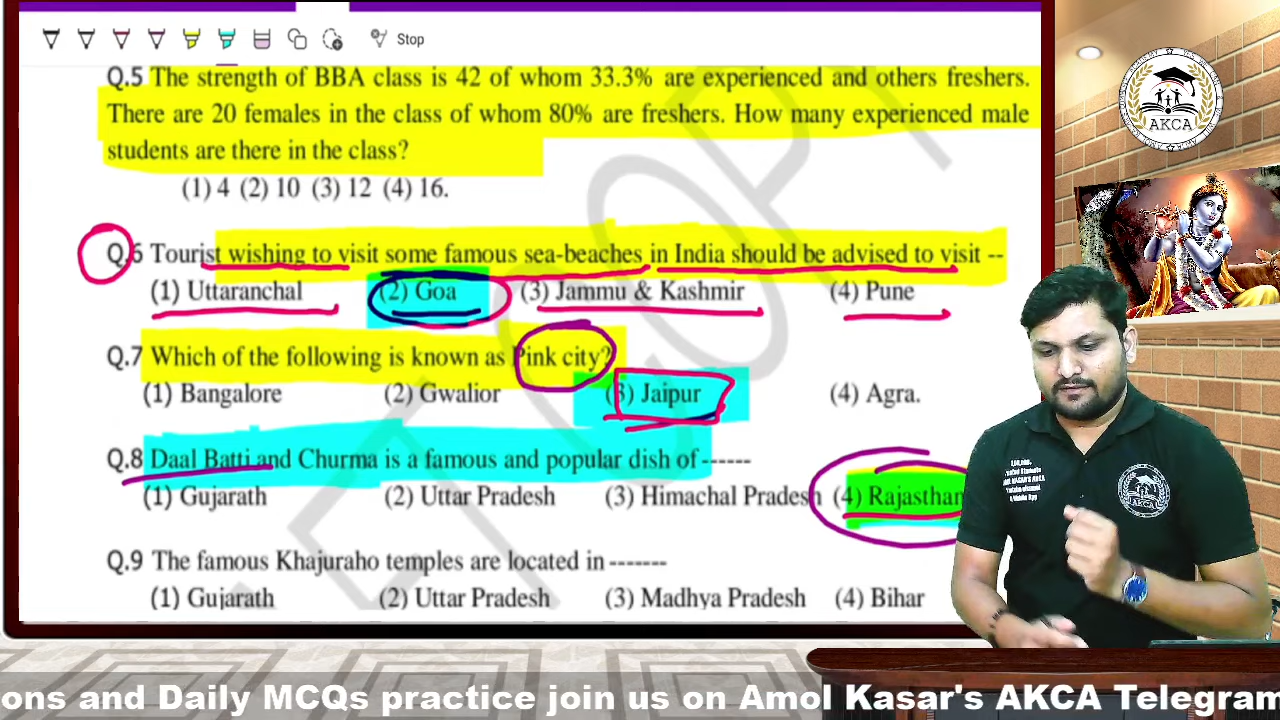 Stop
Q.5 The strength of BBA class is 42 of whom 33.3% are experienced and others freshers.
There are 20 females in the class of whom 80% are freshers. How many experienced male
students are there in the class?
(1) 4 (2) 10 (3) 12 (4) 16.
Q.6 Tourist wishing to visit some famous sea-beaches in India should be advised to visit --
(1) Uttaranchal (2) Goa (3) Jammu & Kashmir (4) Pune
Q.7 Which of the following is known as Pink city?
(1) Bangalore (2) Gwalior (3) Jaipur (4) Agra.
Q.8 Daal Batti and Churma is a famous and popular dish of ------
(1) Gujarath (2) Uttar Pradesh (3) Himachal Pradesh (4) Rajasthan
Q.9 The famous Khajuraho temples are located in -------
(1) Gujarath (2) Uttar Pradesh (3) Madhya Pradesh (4) Bihar
AKCA
ons and Daily MCQs practice join us on Amol Kasar's AKCA Telegram